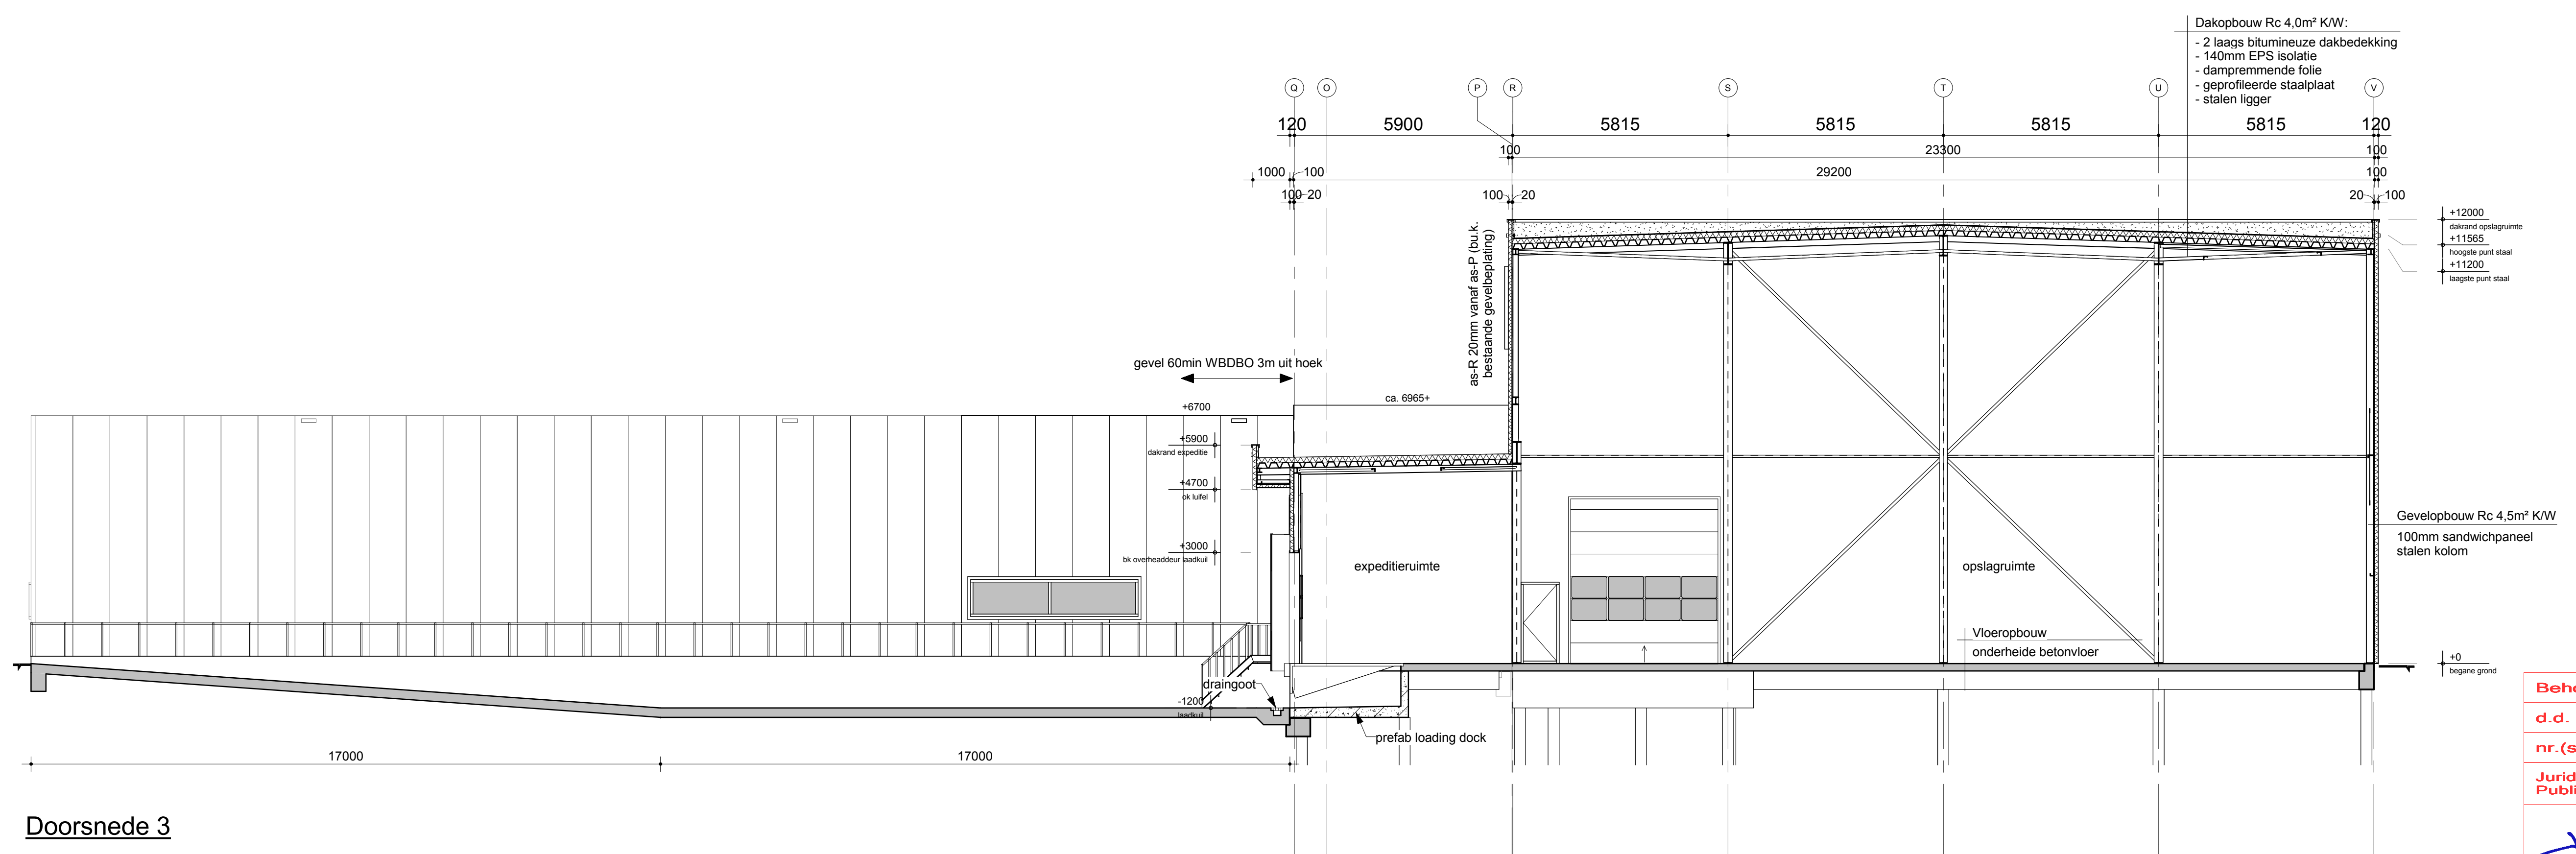 Dakopbouw Rc 4,0m² K/W:
- 2 laags bitumineuze dakbedekking
- 140mm EPS isolatie
- dampremmende folie
- geprofileerde staalplaat
- stalen ligger
Q O P R S T U V
120 5900 5815 5815 5815 5815 120
100 23300 100
1000 100 29200 100
100 20 100 20 20 100
+12000
dakrand opslagruimte
+11565
hoogste punt staal
+11200
laagste punt staal
as-R 20mm vanaf as-P (bu.k.
bestaande gevelbeplating)
gevel 60min WBDBO 3m uit hoek
ca. 6965+
+6700
+5900
dakrand expeditie
+4700
ok luifel
+3000
bk overheaddeur laadkuil
expeditieruimte
opslagruimte
Gevelopbouw Rc 4,5m² K/W
100mm sandwichpaneel
stalen kolom
Vloeropbouw
onderheide betonvloer
+0
begane grond
draingoot
-1200
laadkuil
prefab loading dock
17000 17000
Doorsnede 3
d.d.